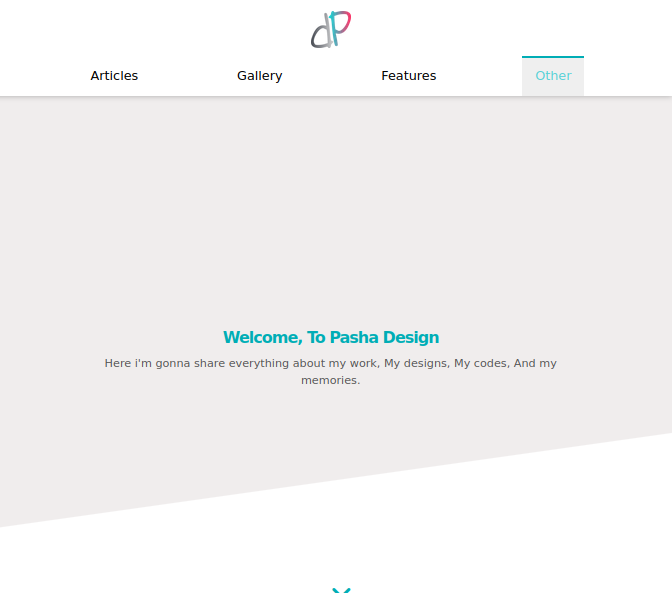 dP
Articles Gallery Features Other
Welcome, To Pasha Design
Here i'm gonna share everything about my work, My designs, My codes, And my
memories.